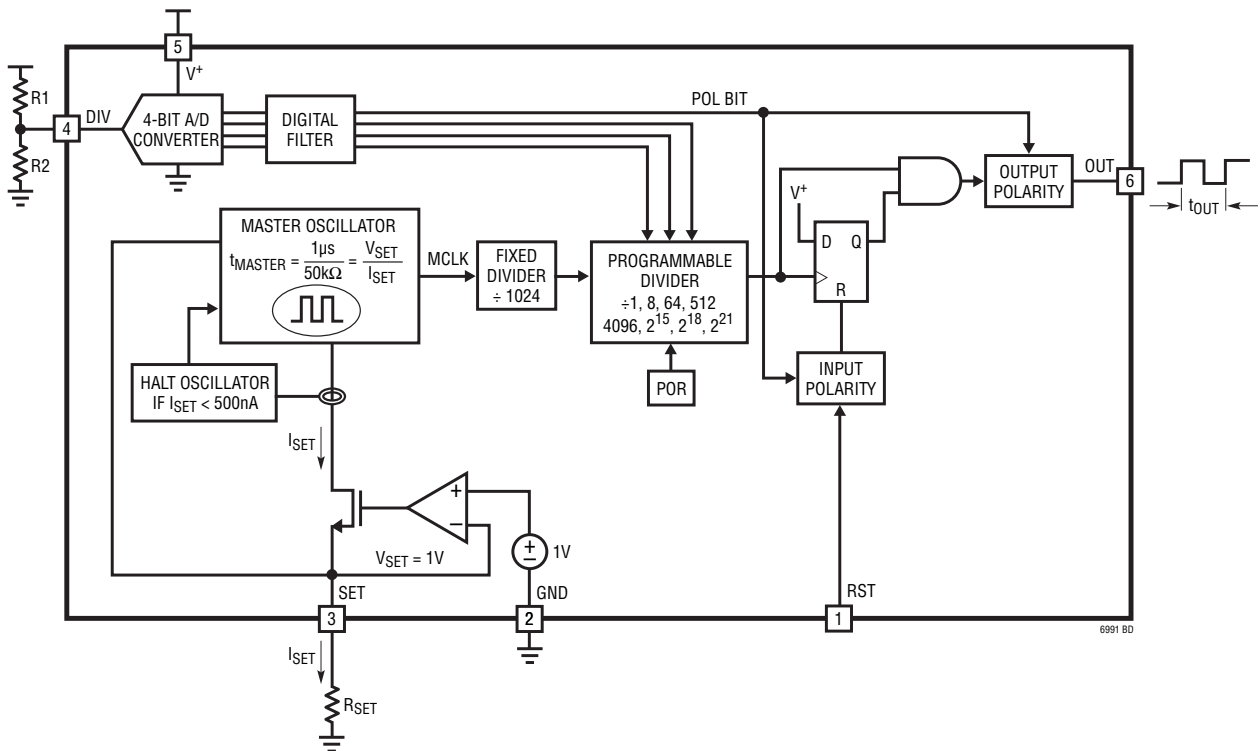 5
V+
R1
DIV
4
R2
4-BIT A/D
CONVERTER
DIGITAL
FILTER
POL BIT
OUTPUT
POLARITY
OUT
6
tOUT
MASTER OSCILLATOR
tMASTER = 1µs/50kΩ = VSET/ISET
MCLK
FIXED
DIVIDER
÷ 1024
PROGRAMMABLE
DIVIDER
÷1, 8, 64, 512
4096, 2^15, 2^18, 2^21
V+
D Q
R
HALT OSCILLATOR
IF ISET < 500nA
POR
INPUT
POLARITY
ISET
+
–
VSET = 1V
+
–
1V
SET
GND
RST
3
2
1
6991 BD
ISET
RSET